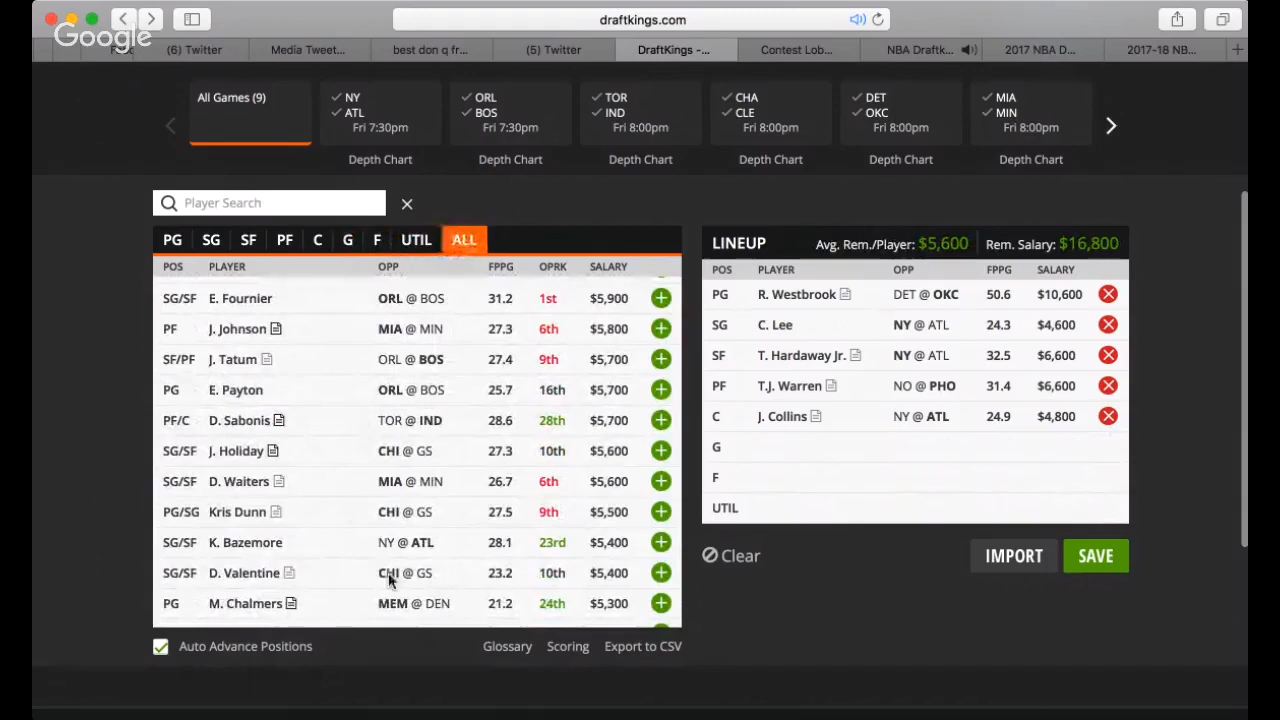 draftkings.com
Google
(6) Twitter Media Tweet... best don q fr... (5) Twitter DraftKings -... Contest Lob... NBA Draftk... 2017 NBA D... 2017-18 NB...
All Games (9)
NY
ATL
Fri 7:30pm
Depth Chart
ORL
BOS
Fri 7:30pm
Depth Chart
TOR
IND
Fri 8:00pm
Depth Chart
CHA
CLE
Fri 8:00pm
Depth Chart
DET
OKC
Fri 8:00pm
Depth Chart
MIA
MIN
Fri 8:00pm
Depth Chart
Player Search
PG SG SF PF C G F UTIL ALL
POS PLAYER OPP FPPG OPRK SALARY
SG/SF E. Fournier ORL @ BOS 31.2 1st $5,900
PF J. Johnson MIA @ MIN 27.3 6th $5,800
SF/PF J. Tatum ORL @ BOS 27.4 9th $5,700
PG E. Payton ORL @ BOS 25.7 16th $5,700
PF/C D. Sabonis TOR @ IND 28.6 28th $5,700
SG/SF J. Holiday CHI @ GS 27.3 10th $5,600
SG/SF D. Waiters MIA @ MIN 26.7 6th $5,600
PG/SG Kris Dunn CHI @ GS 27.5 9th $5,500
SG/SF K. Bazemore NY @ ATL 28.1 23rd $5,400
SG/SF D. Valentine CHI @ GS 23.2 10th $5,400
PG M. Chalmers MEM @ DEN 21.2 24th $5,300
Auto Advance Positions Glossary Scoring Export to CSV
LINEUP Avg. Rem./Player: $5,600 Rem. Salary: $16,800
POS PLAYER OPP FPPG SALARY
PG R. Westbrook DET @ OKC 50.6 $10,600
SG C. Lee NY @ ATL 24.3 $4,600
SF T. Hardaway Jr. NY @ ATL 32.5 $6,600
PF T.J. Warren NO @ PHO 31.4 $6,600
C J. Collins NY @ ATL 24.9 $4,800
G
F
UTIL
Clear IMPORT SAVE